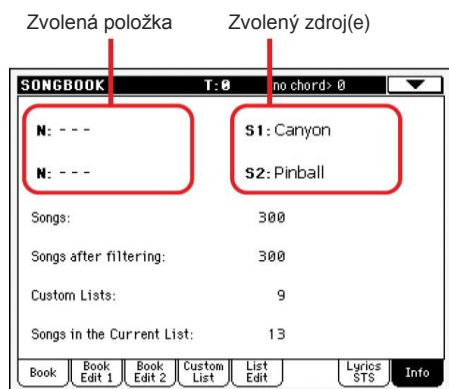 Zvolená položka Zvolený zdroj(e)
SONGBOOK T:0 no chord> 0
N: - - - S1: Canyon
N: - - - S2: Pinball
Songs: 300
Songs after filtering: 300
Custom Lists: 9
Songs in the Current List: 13
Book Book Edit 1 Book Edit 2 Custom List List Edit Lyrics STS Info